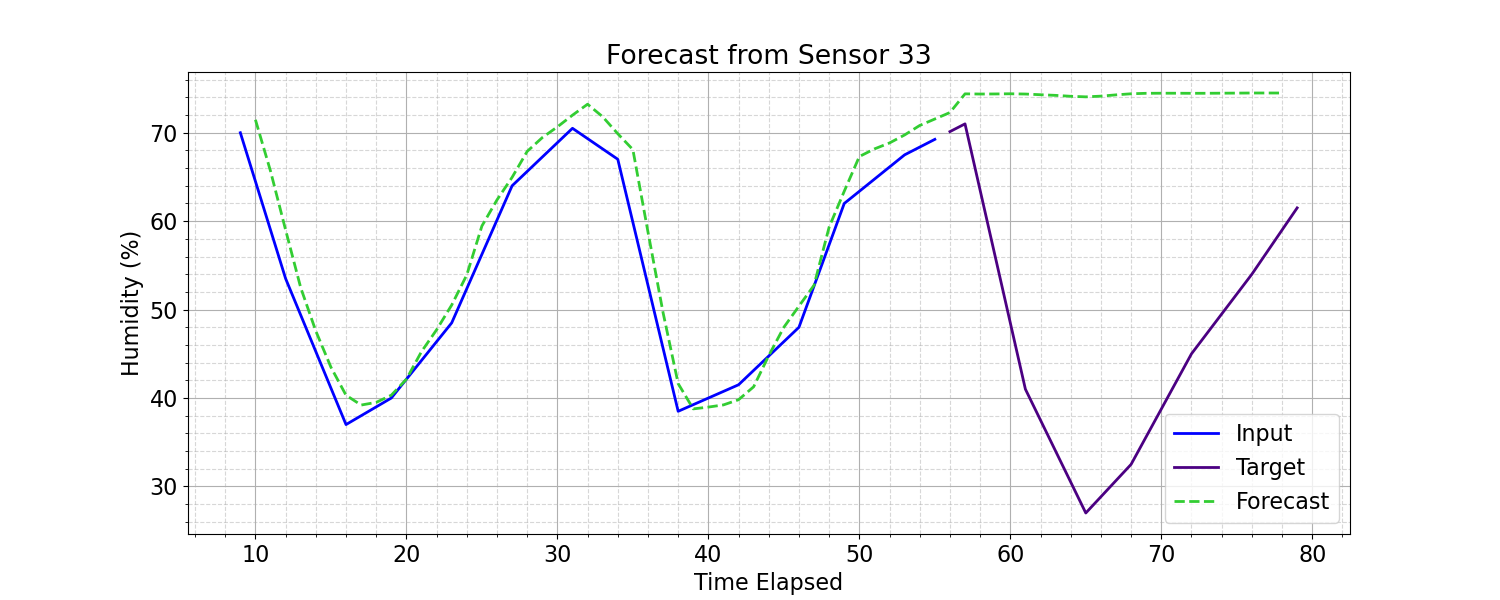 Forecast from Sensor 33
Humidity (%)
70
60
50
40
30
10 20 30 40 50 60 70 80
Time Elapsed
Input
Target
Forecast